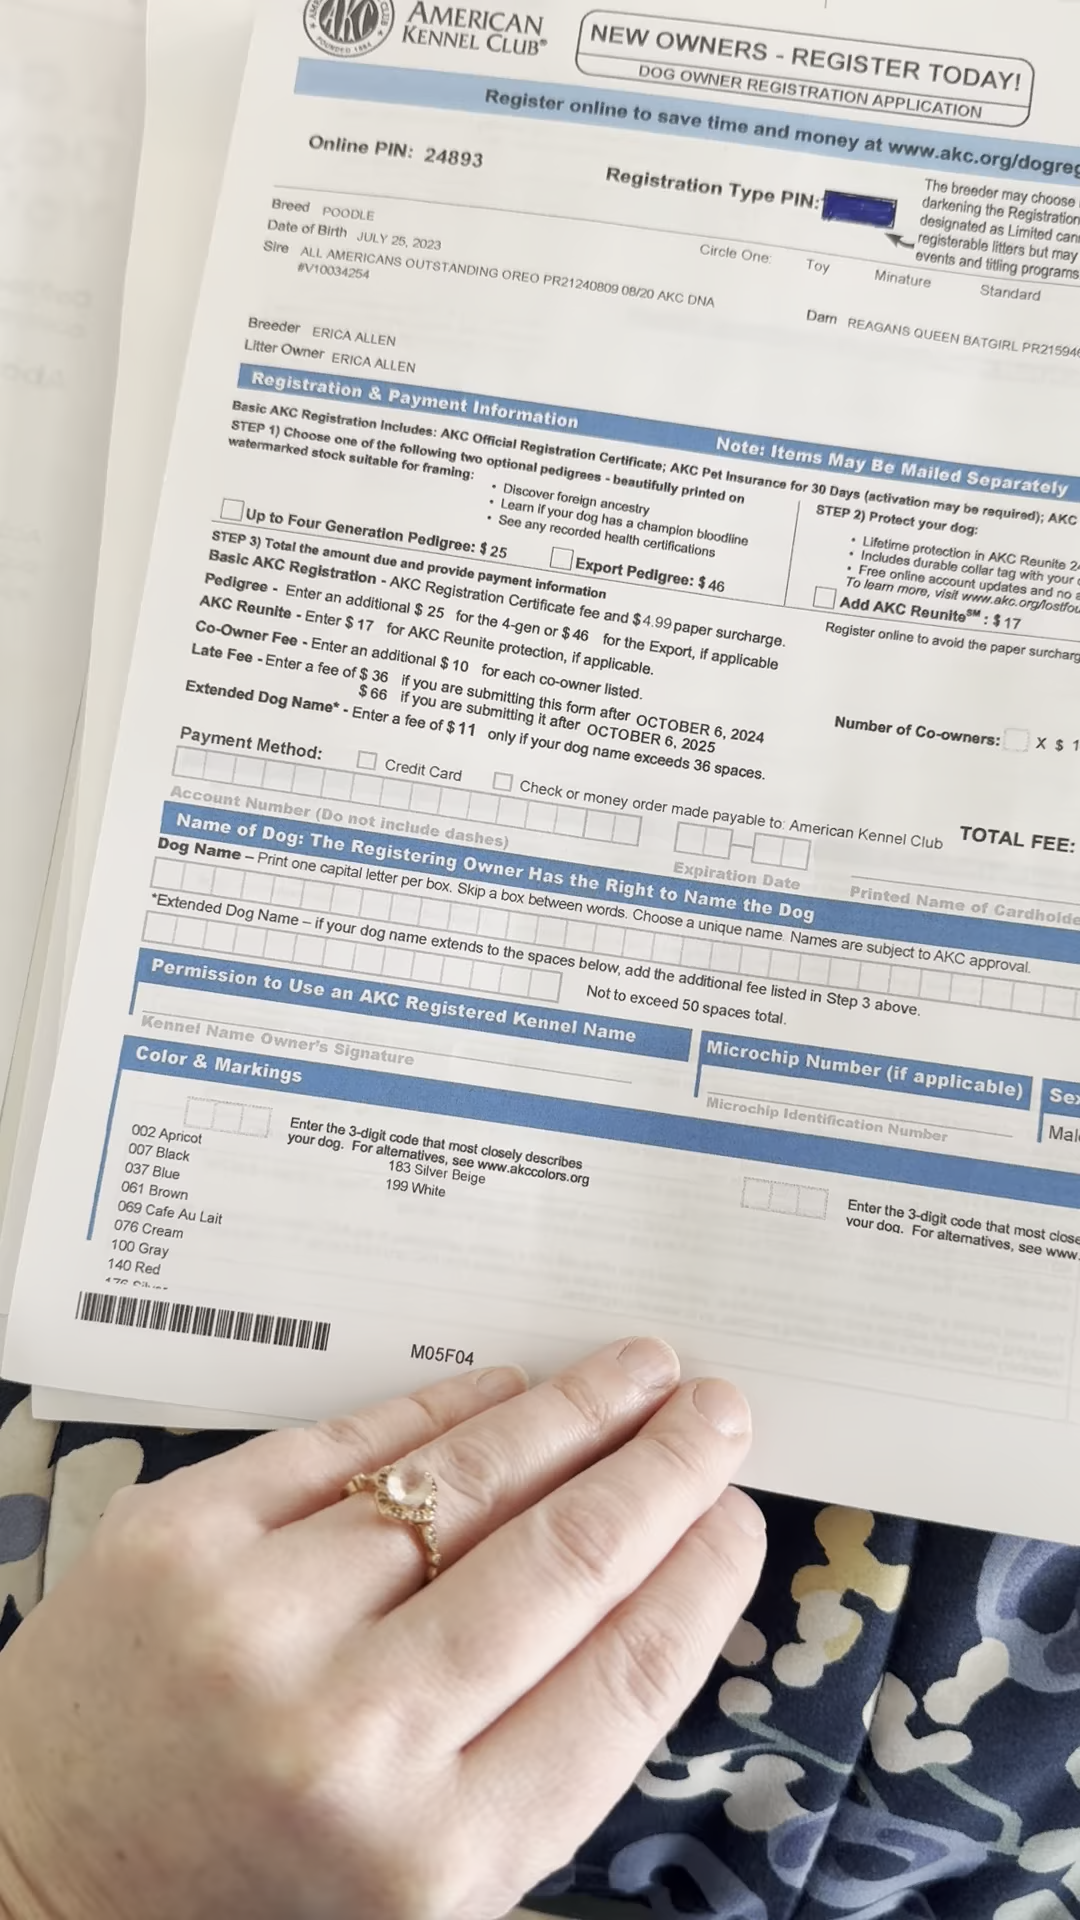 AKC
FOUNDED 1884
AMERICAN
KENNEL CLUB®
NEW OWNERS - REGISTER TODAY!
DOG OWNER REGISTRATION APPLICATION
Register online to save time and money at www.akc.org/dogreg
Online PIN: 24893
Registration Type PIN:
The breeder may choose
darkening the Registration
designated as Limited can
registerable litters but may
events and titling programs
Breed POODLE
Date of Birth JULY 25, 2023
Circle One: Toy Minature Standard
Sire ALL AMERICANS OUTSTANDING OREO PR21240809 08/20 AKC DNA
#V10034254
Dam REAGANS QUEEN BATGIRL PR215946
Breeder ERICA ALLEN
Litter Owner ERICA ALLEN
Registration & Payment Information
Note: Items May Be Mailed Separately
Basic AKC Registration Includes: AKC Official Registration Certificate; AKC Pet Insurance for 30 Days (activation may be required); AKC
STEP 1) Choose one of the following two optional pedigrees - beautifully printed on
watermarked stock suitable for framing:
• Discover foreign ancestry
• Learn if your dog has a champion bloodline
• See any recorded health certifications
Up to Four Generation Pedigree: $ 25
Export Pedigree: $ 46
STEP 2) Protect your dog:
• Lifetime protection in AKC Reunite 2
• Includes durable collar tag with your
• Free online account updates and no a
To learn more, visit www.akc.org/lostfou
Add AKC Reunite℠ : $ 17
Register online to avoid the paper surcharg
STEP 3) Total the amount due and provide payment information
Basic AKC Registration - AKC Registration Certificate fee and $4.99 paper surcharge.
Pedigree - Enter an additional $ 25 for the 4-gen or $ 46 for the Export, if applicable
AKC Reunite - Enter $ 17 for AKC Reunite protection, if applicable.
Co-Owner Fee - Enter an additional $ 10 for each co-owner listed.
Late Fee - Enter a fee of $ 36 if you are submitting this form after OCTOBER 6, 2024
$ 66 if you are submitting it after OCTOBER 6, 2025
Extended Dog Name* - Enter a fee of $ 11 only if your dog name exceeds 36 spaces.
Number of Co-owners: X $ 1
Payment Method: Credit Card Check or money order made payable to: American Kennel Club
TOTAL FEE:
Account Number (Do not include dashes)
Expiration Date
Printed Name of Cardholde
Name of Dog: The Registering Owner Has the Right to Name the Dog
Dog Name – Print one capital letter per box. Skip a box between words. Choose a unique name. Names are subject to AKC approval.
*Extended Dog Name – if your dog name extends to the spaces below, add the additional fee listed in Step 3 above.
Not to exceed 50 spaces total.
Permission to Use an AKC Registered Kennel Name
Kennel Name Owner's Signature
Microchip Number (if applicable)
Microchip Identification Number
Sex
Male
Color & Markings
Enter the 3-digit code that most closely describes
your dog. For alternatives, see www.akccolors.org
002 Apricot
007 Black
037 Blue
061 Brown
069 Cafe Au Lait
076 Cream
100 Gray
140 Red
183 Silver Beige
199 White
Enter the 3-digit code that most close
your dog. For alternatives, see www.
M05F04